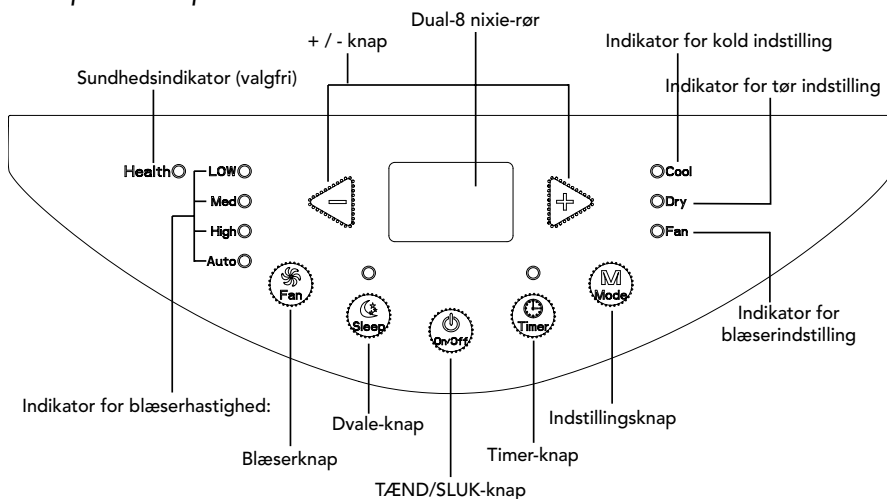 Dual-8 nixie-rør
+ / - knap
Indikator for kold indstilling
Sundhedsindikator (valgfri)
Indikator for tør indstilling
Health
LOW
Med
High
Auto
−
+
Cool
Dry
Fan
Fan
Sleep
On/Off
Timer
M
Mode
Indikator for
blæserindstilling
Indikator for blæserhastighed:
Dvale-knap
Indstillingsknap
Blæserknap
Timer-knap
TÆND/SLUK-knap